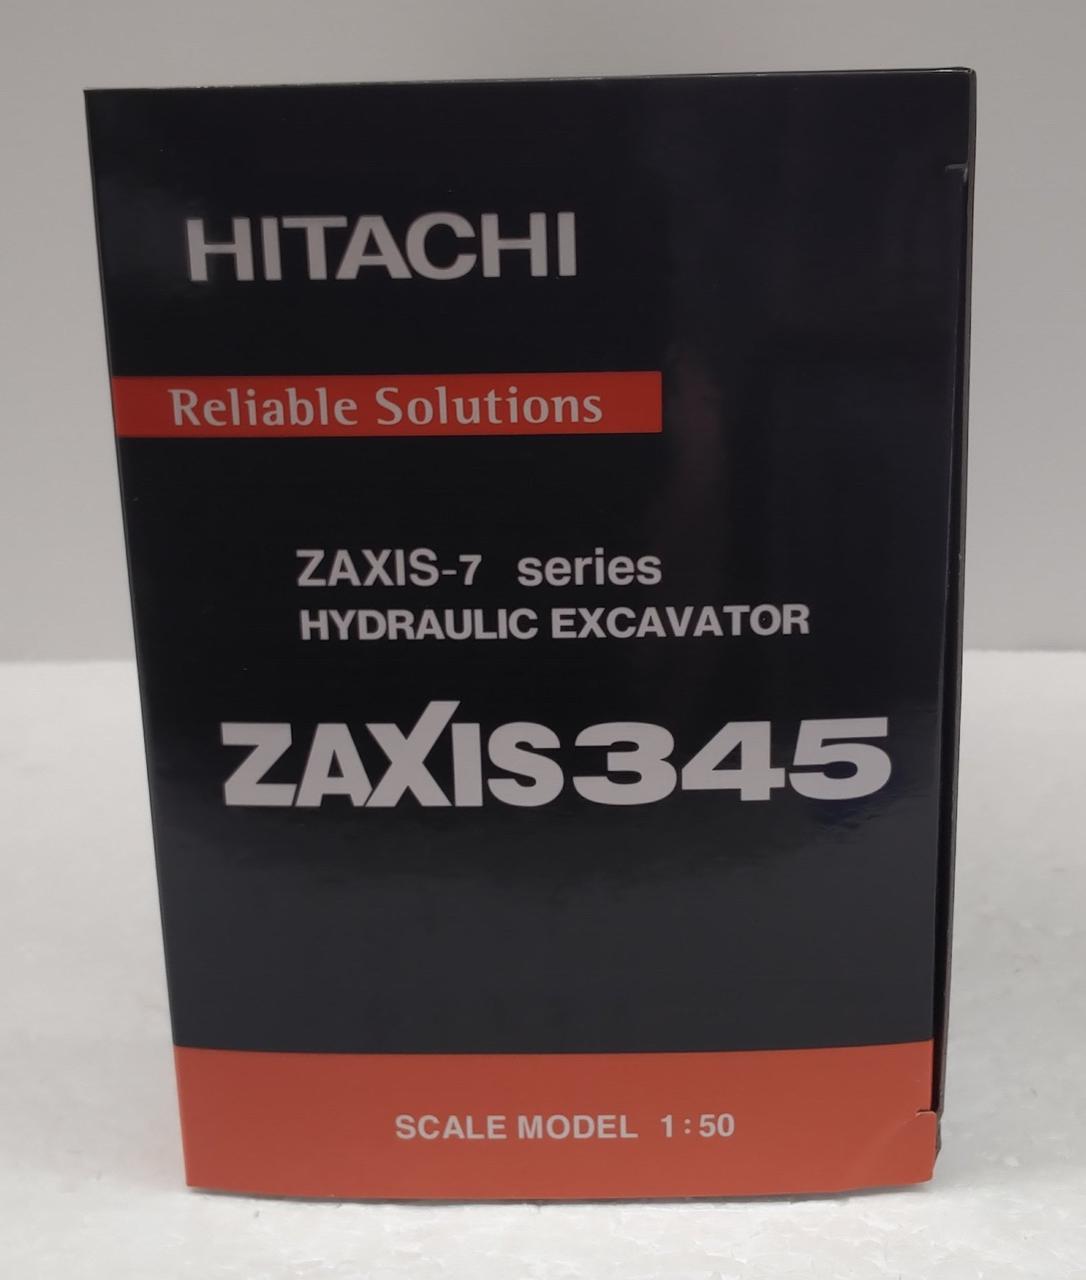 HITACHI
Reliable Solutions
ZAXIS-7 series
HYDRAULIC EXCAVATOR
ZAXIS345
SCALE MODEL 1:50